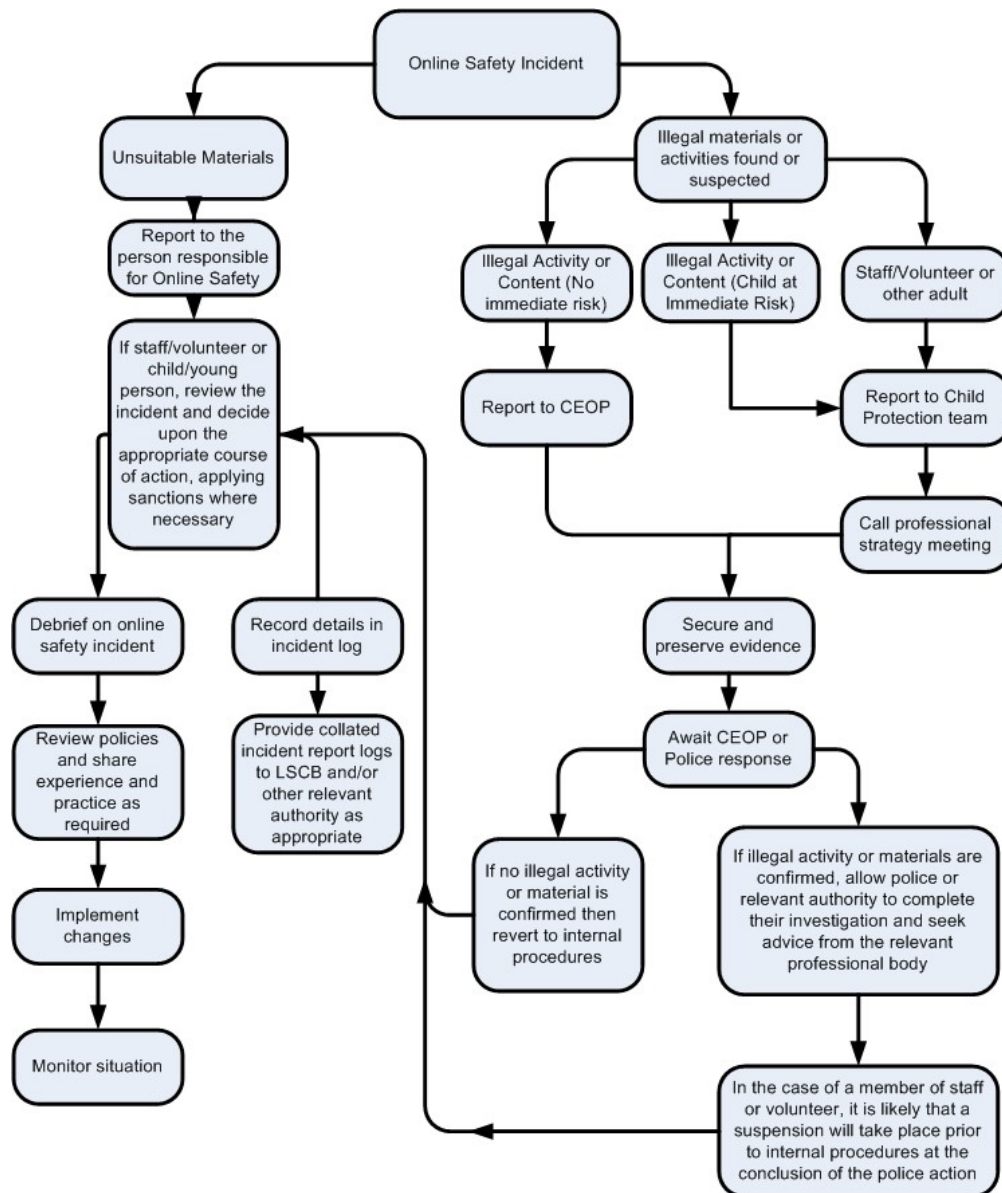 Online Safety Incident
Unsuitable Materials
Report to the
person responsible
for Online Safety
If staff/volunteer or
child/young
person, review the
incident and decide
upon the
appropriate course
of action, applying
sanctions where
necessary
Debrief on online
safety incident
Review policies
and share
experience and
practice as
required
Implement
changes
Monitor situation
Record details in
incident log
Provide collated
incident report logs
to LSCB and/or
other relevant
authority as
appropriate
Illegal materials or
activities found or
suspected
Illegal Activity or
Content (No
immediate risk)
Illegal Activity or
Content (Child at
Immediate Risk)
Staff/Volunteer or
other adult
Report to CEOP
Report to Child
Protection team
Call professional
strategy meeting
Secure and
preserve evidence
Await CEOP or
Police response
If no illegal activity
or material is
confirmed then
revert to internal
procedures
If illegal activity or materials are
confirmed, allow police or
relevant authority to complete
their investigation and seek
advice from the relevant
professional body
In the case of a member of staff
or volunteer, it is likely that a
suspension will take place prior
to internal procedures at the
conclusion of the police action